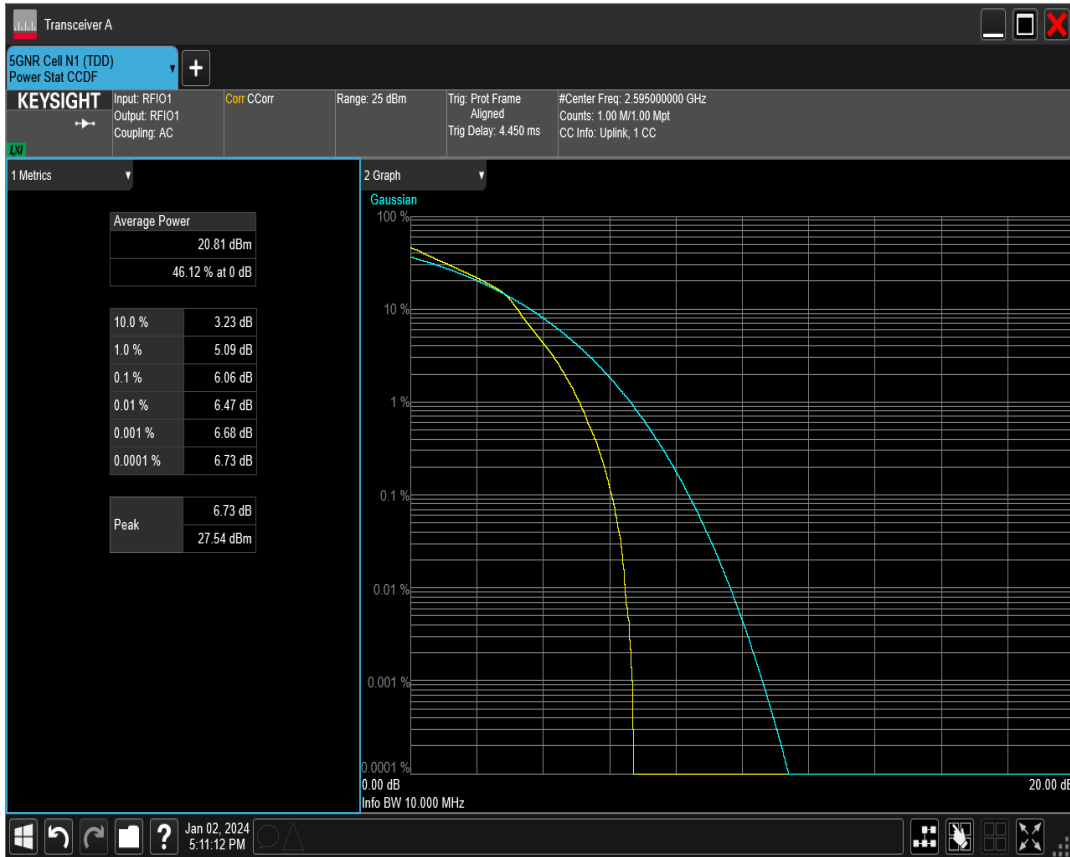 Transceiver A
5GNR Cell N1 (TDD)
Power Stat CCDF
+
KEYSIGHT
LXI
Input: RFIO1
Output: RFIO1
Coupling: AC
Corr CCorr
Range: 25 dBm
Trig: Prot Frame
Aligned
Trig Delay: 4.450 ms
#Center Freq: 2.595000000 GHz
Counts: 1.00 M/1.00 Mpt
CC Info: Uplink, 1 CC
1 Metrics
Average Power
20.81 dBm
46.12 % at 0 dB
10.0 % 3.23 dB
1.0 % 5.09 dB
0.1 % 6.06 dB
0.01 % 6.47 dB
0.001 % 6.68 dB
0.0001 % 6.73 dB
Peak
6.73 dB
27.54 dBm
2 Graph
Gaussian
100 %
10 %
1 %
0.1 %
0.01 %
0.001 %
0.0001 %
0.00 dB 20.00 dB
Info BW 10.000 MHz
?
Jan 02, 2024
5:11:12 PM